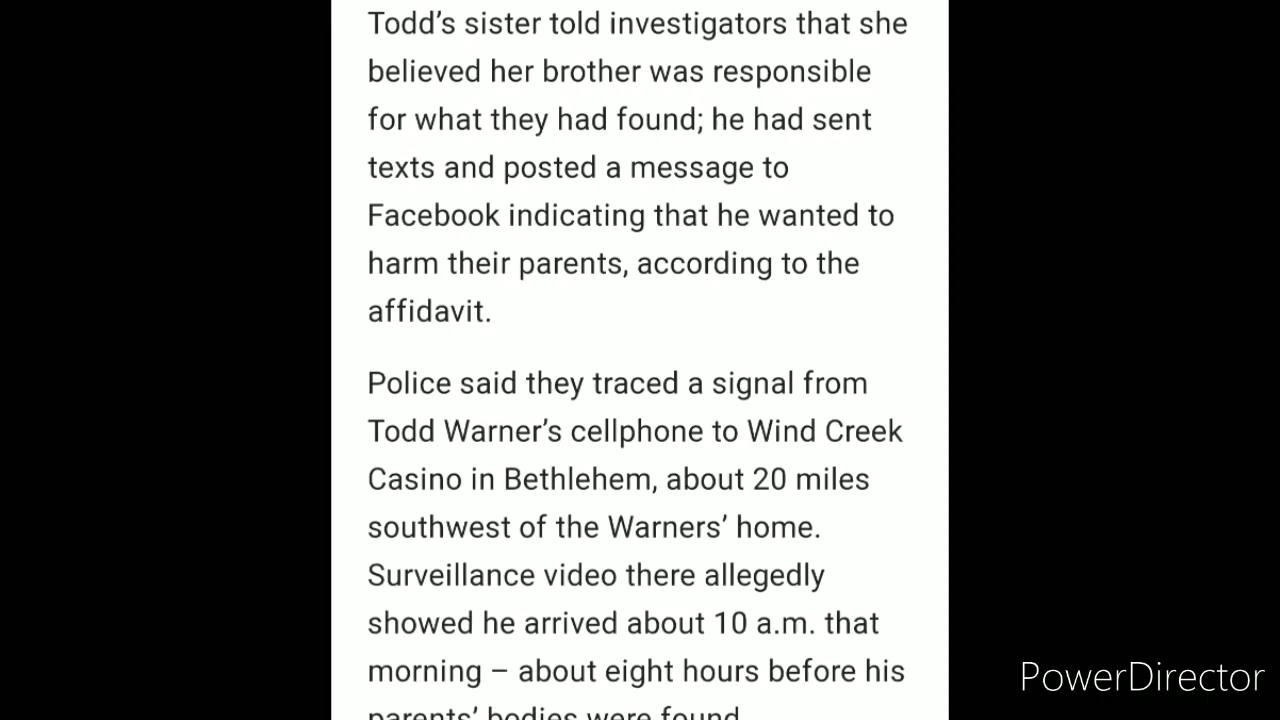 Todd’s sister told investigators that she
believed her brother was responsible
for what they had found; he had sent
texts and posted a message to
Facebook indicating that he wanted to
harm their parents, according to the
affidavit.
Police said they traced a signal from
Todd Warner’s cellphone to Wind Creek
Casino in Bethlehem, about 20 miles
southwest of the Warners’ home.
Surveillance video there allegedly
showed he arrived about 10 a.m. that
morning – about eight hours before his
parents’ bodies were found
PowerDirector